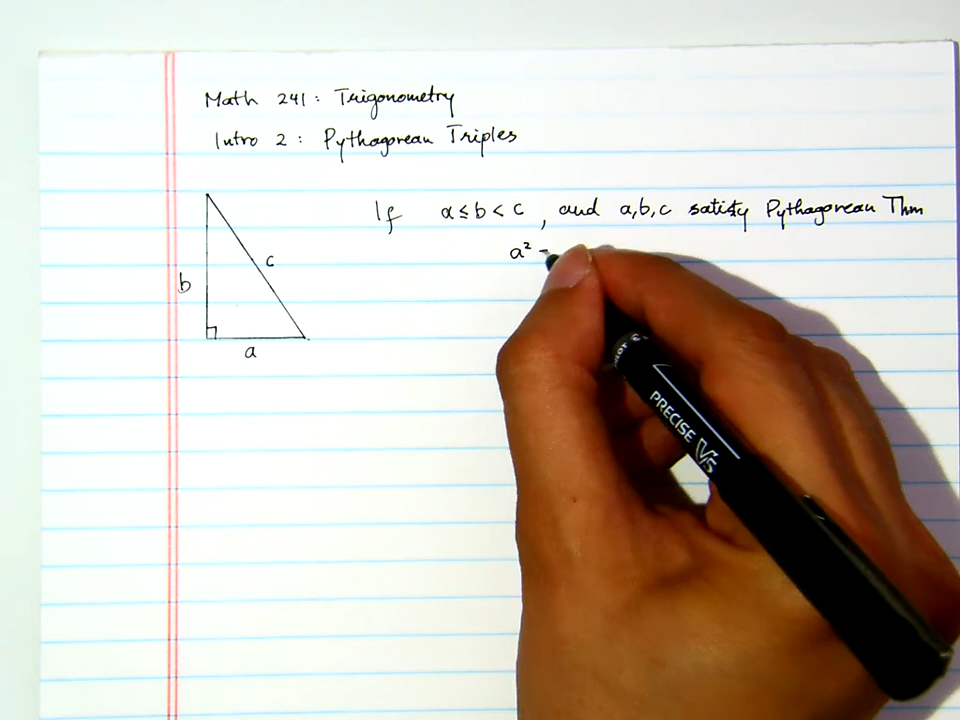 Math 241: Trigonometry
Intro 2: Pythagorean Triples
If a ≤ b < c, and a,b,c satisfy Pythagorean Thm
a²
c
b
a
PRECISE V5